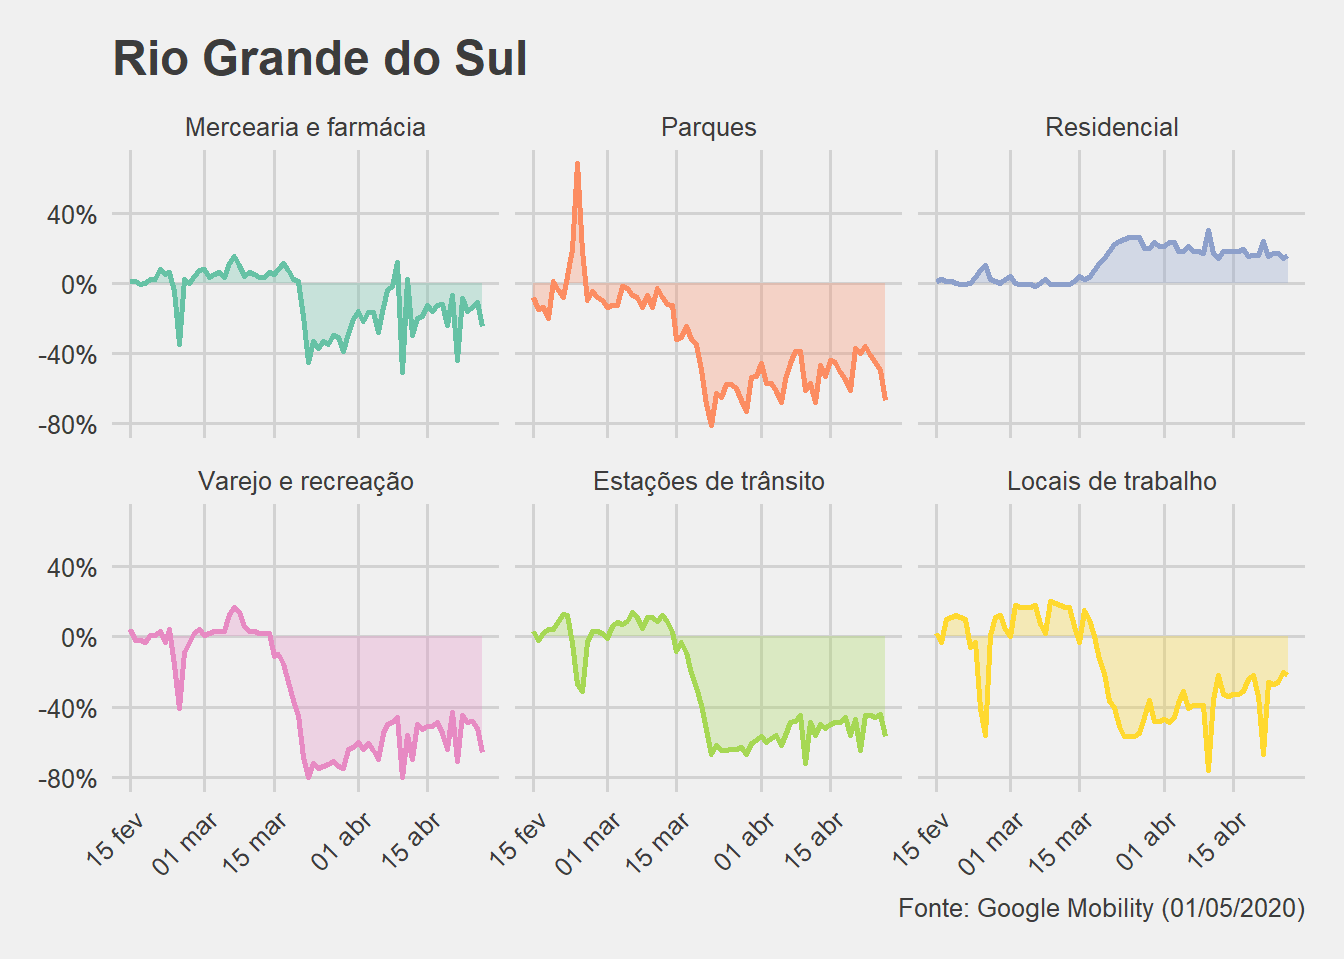 Rio Grande do Sul
Mercearia e farmácia
Parques
Residencial
40%
0%
-40%
-80%
Varejo e recreação
Estações de trânsito
Locais de trabalho
40%
0%
-40%
-80%
15 fev
01 mar
15 mar
01 abr
15 abr
15 fev
01 mar
15 mar
01 abr
15 abr
15 fev
01 mar
15 mar
01 abr
15 abr
Fonte: Google Mobility (01/05/2020)